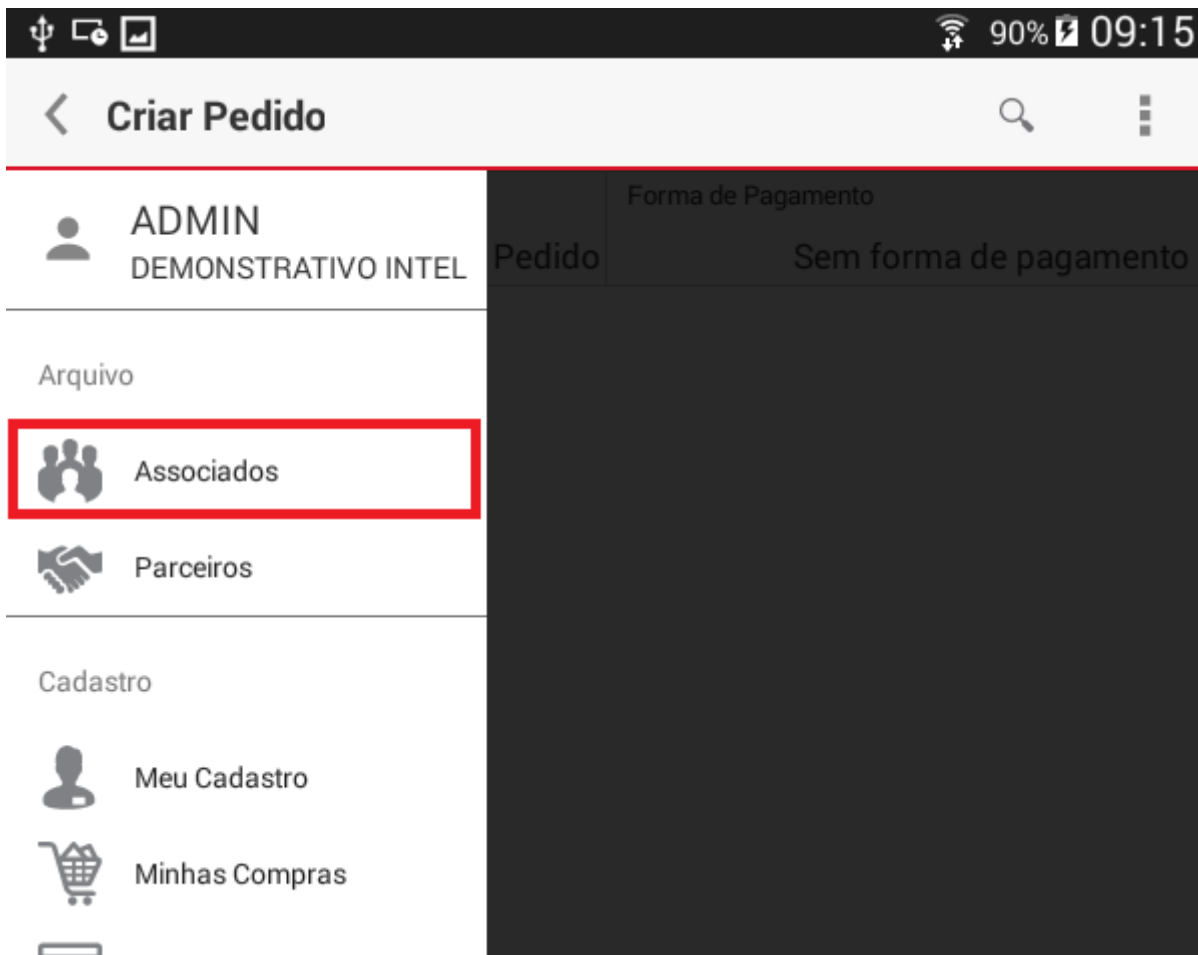 90% 09:15
Criar Pedido
ADMIN
DEMONSTRATIVO INTEL
Forma de Pagamento
Pedido
Sem forma de pagamento
Arquivo
Associados
Parceiros
Cadastro
Meu Cadastro
Minhas Compras